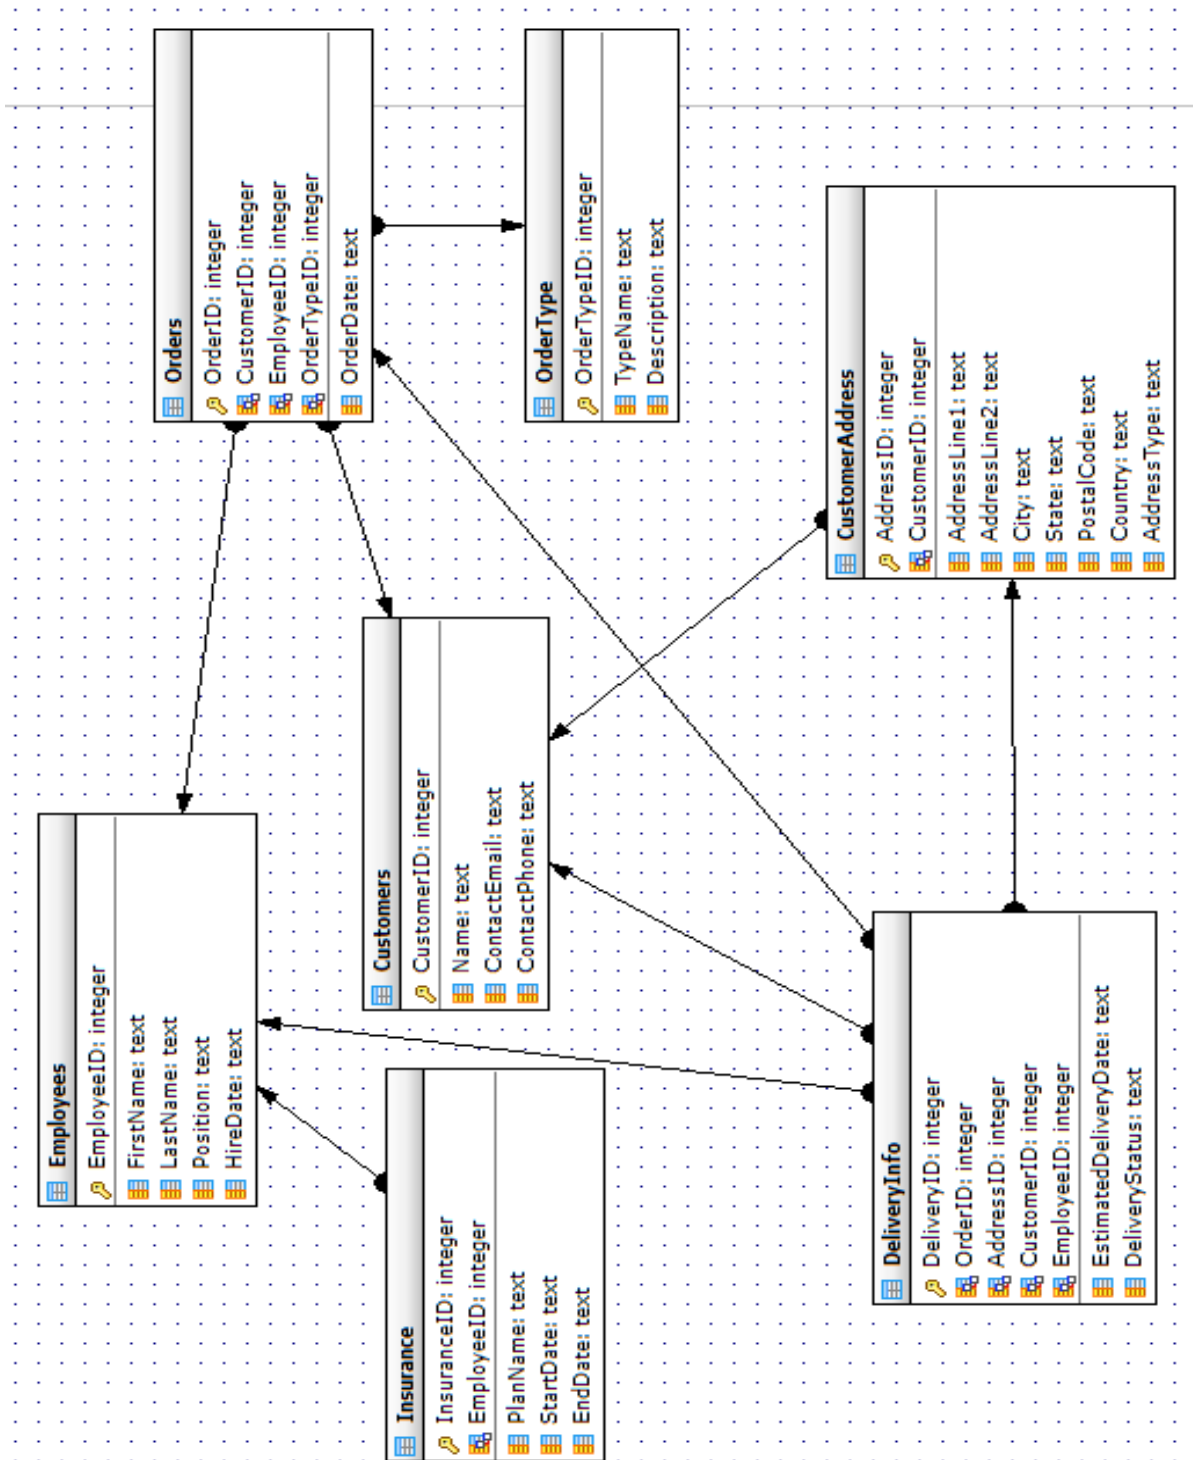 Employees
EmployeeID: integer
FirstName: text
LastName: text
Position: text
HireDate: text
Orders
OrderID: integer
CustomerID: integer
EmployeeID: integer
OrderTypeID: integer
OrderDate: text
Insurance
InsuranceID: integer
EmployeeID: integer
PlanName: text
StartDate: text
EndDate: text
Customers
CustomerID: integer
Name: text
ContactEmail: text
ContactPhone: text
OrderType
OrderTypeID: integer
TypeName: text
Description: text
DeliveryInfo
DeliveryID: integer
OrderID: integer
AddressID: integer
CustomerID: integer
EmployeeID: integer
EstimatedDeliveryDate: text
DeliveryStatus: text
CustomerAddress
AddressID: integer
CustomerID: integer
AddressLine1: text
AddressLine2: text
City: text
State: text
PostalCode: text
Country: text
AddressType: text